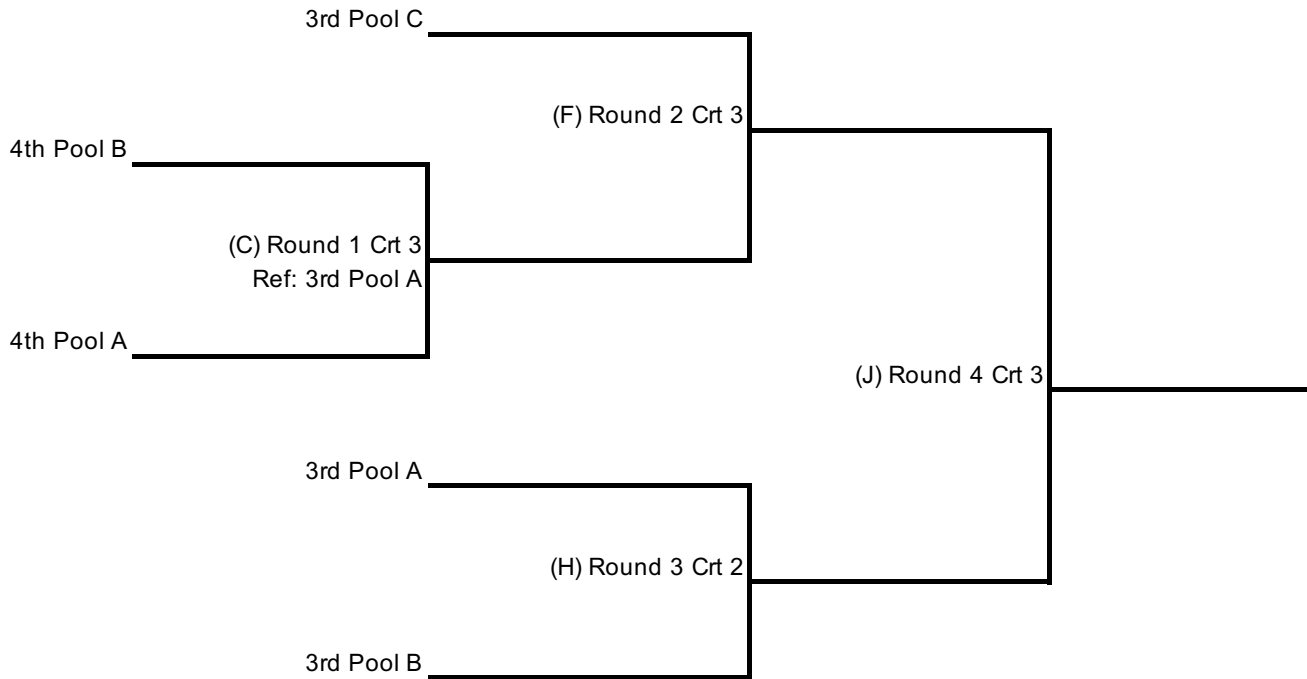 3rd Pool C
(F) Round 2 Crt 3
4th Pool B
(C) Round 1 Crt 3
Ref: 3rd Pool A
4th Pool A
(J) Round 4 Crt 3
3rd Pool A
(H) Round 3 Crt 2
3rd Pool B